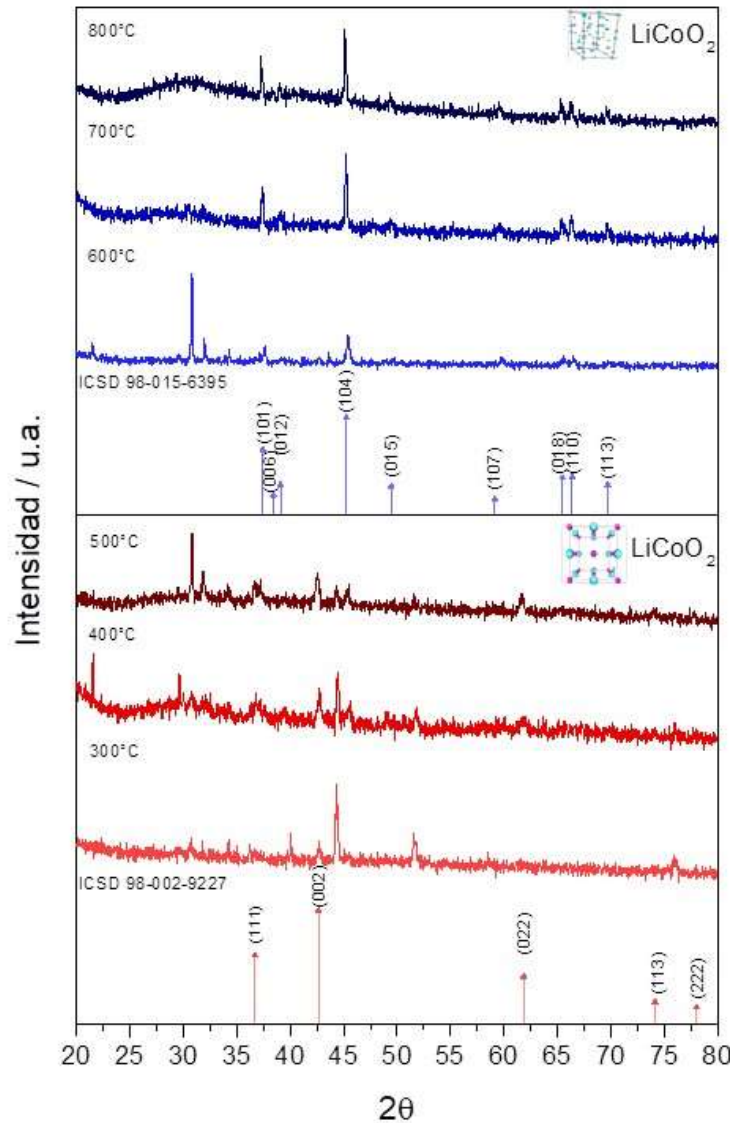 800°C
LiCoO2
700°C
600°C
ICSD 98-015-6395
(101)
(006)
(012)
(104)
(015)
(107)
(018)
(110)
(113)
500°C
LiCoO2
400°C
300°C
ICSD 98-002-9227
(111)
(002)
(022)
(113)
(222)
Intensidad / u.a.
20 25 30 35 40 45 50 55 60 65 70 75 80
2θ